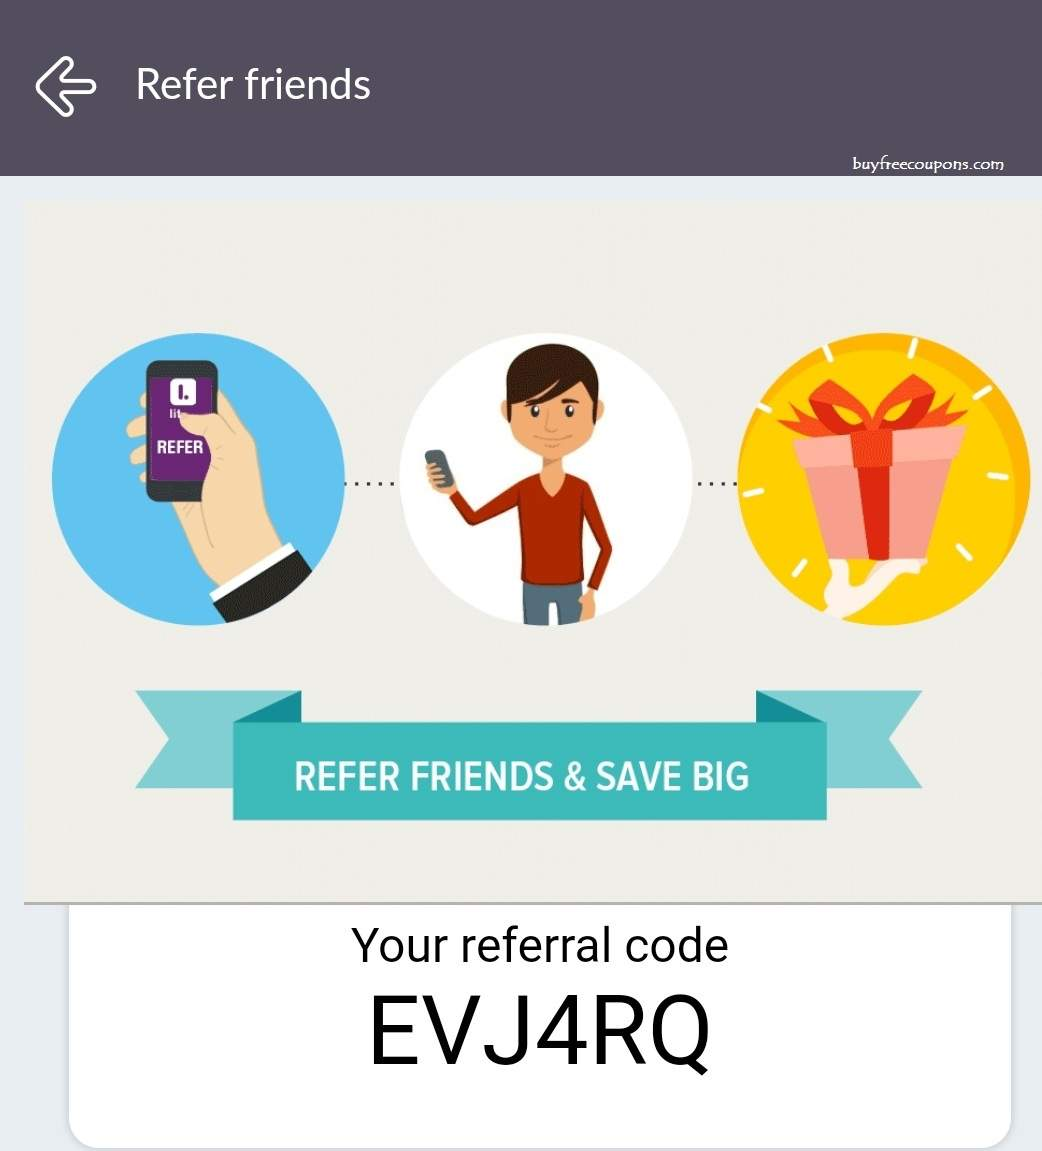 Refer friends
buyfreecoupons.com
l.
REFER
REFER FRIENDS & SAVE BIG
Your referral code
EVJ4RQ